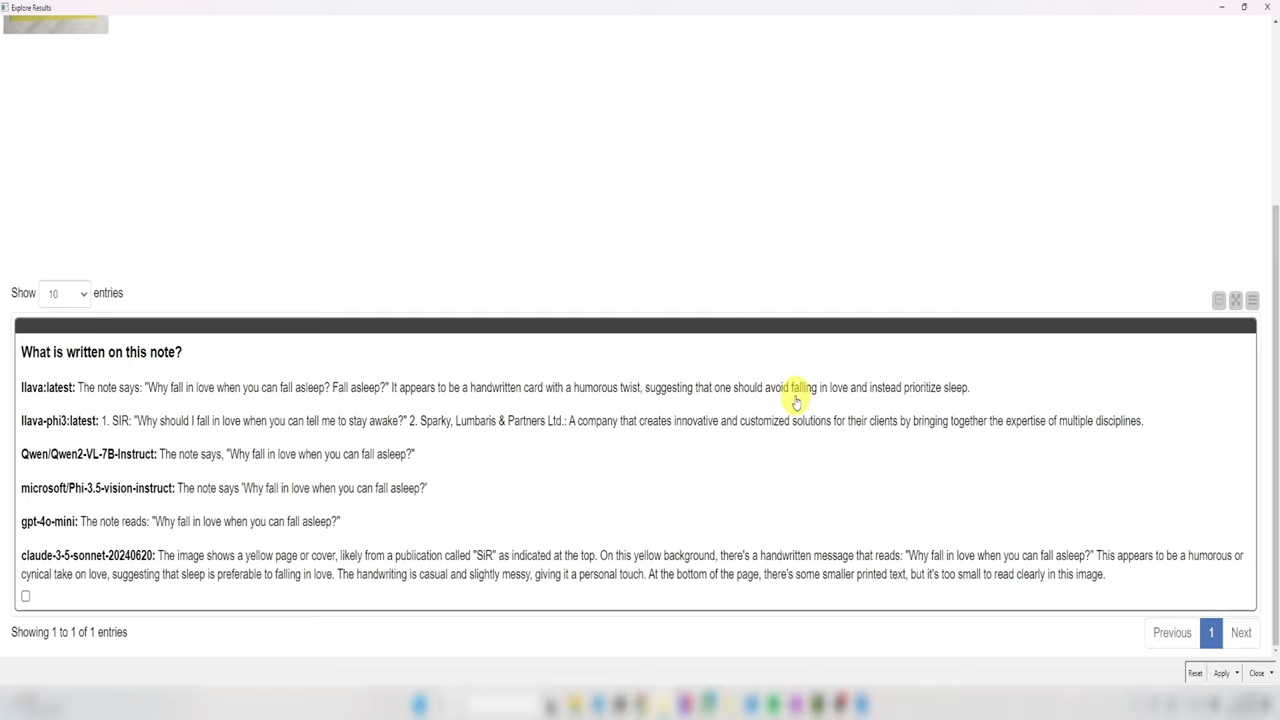 Explore Results
Show 10 entries
What is written on this note?
llava:latest: The note says: "Why fall in love when you can fall asleep? Fall asleep?" It appears to be a handwritten card with a humorous twist, suggesting that one should avoid falling in love and instead prioritize sleep.
llava-phi3:latest: 1. SIR: "Why should I fall in love when you can tell me to stay awake?" 2. Sparky, Lumbaris & Partners Ltd.: A company that creates innovative and customized solutions for their clients by bringing together the expertise of multiple disciplines.
Qwen/Qwen2-VL-7B-Instruct: The note says, "Why fall in love when you can fall asleep?"
microsoft/Phi-3.5-vision-instruct: The note says 'Why fall in love when you can fall asleep?'
gpt-4o-mini: The note reads: "Why fall in love when you can fall asleep?"
claude-3-5-sonnet-20240620: The image shows a yellow page or cover, likely from a publication called "SiR" as indicated at the top. On this yellow background, there's a handwritten message that reads: "Why fall in love when you can fall asleep?" This appears to be a humorous or
cynical take on love, suggesting that sleep is preferable to falling in love. The handwriting is casual and slightly messy, giving it a personal touch. At the bottom of the page, there's some smaller printed text, but it's too small to read clearly in this image.
Showing 1 to 1 of 1 entries
Previous 1 Next
Reset Apply Close